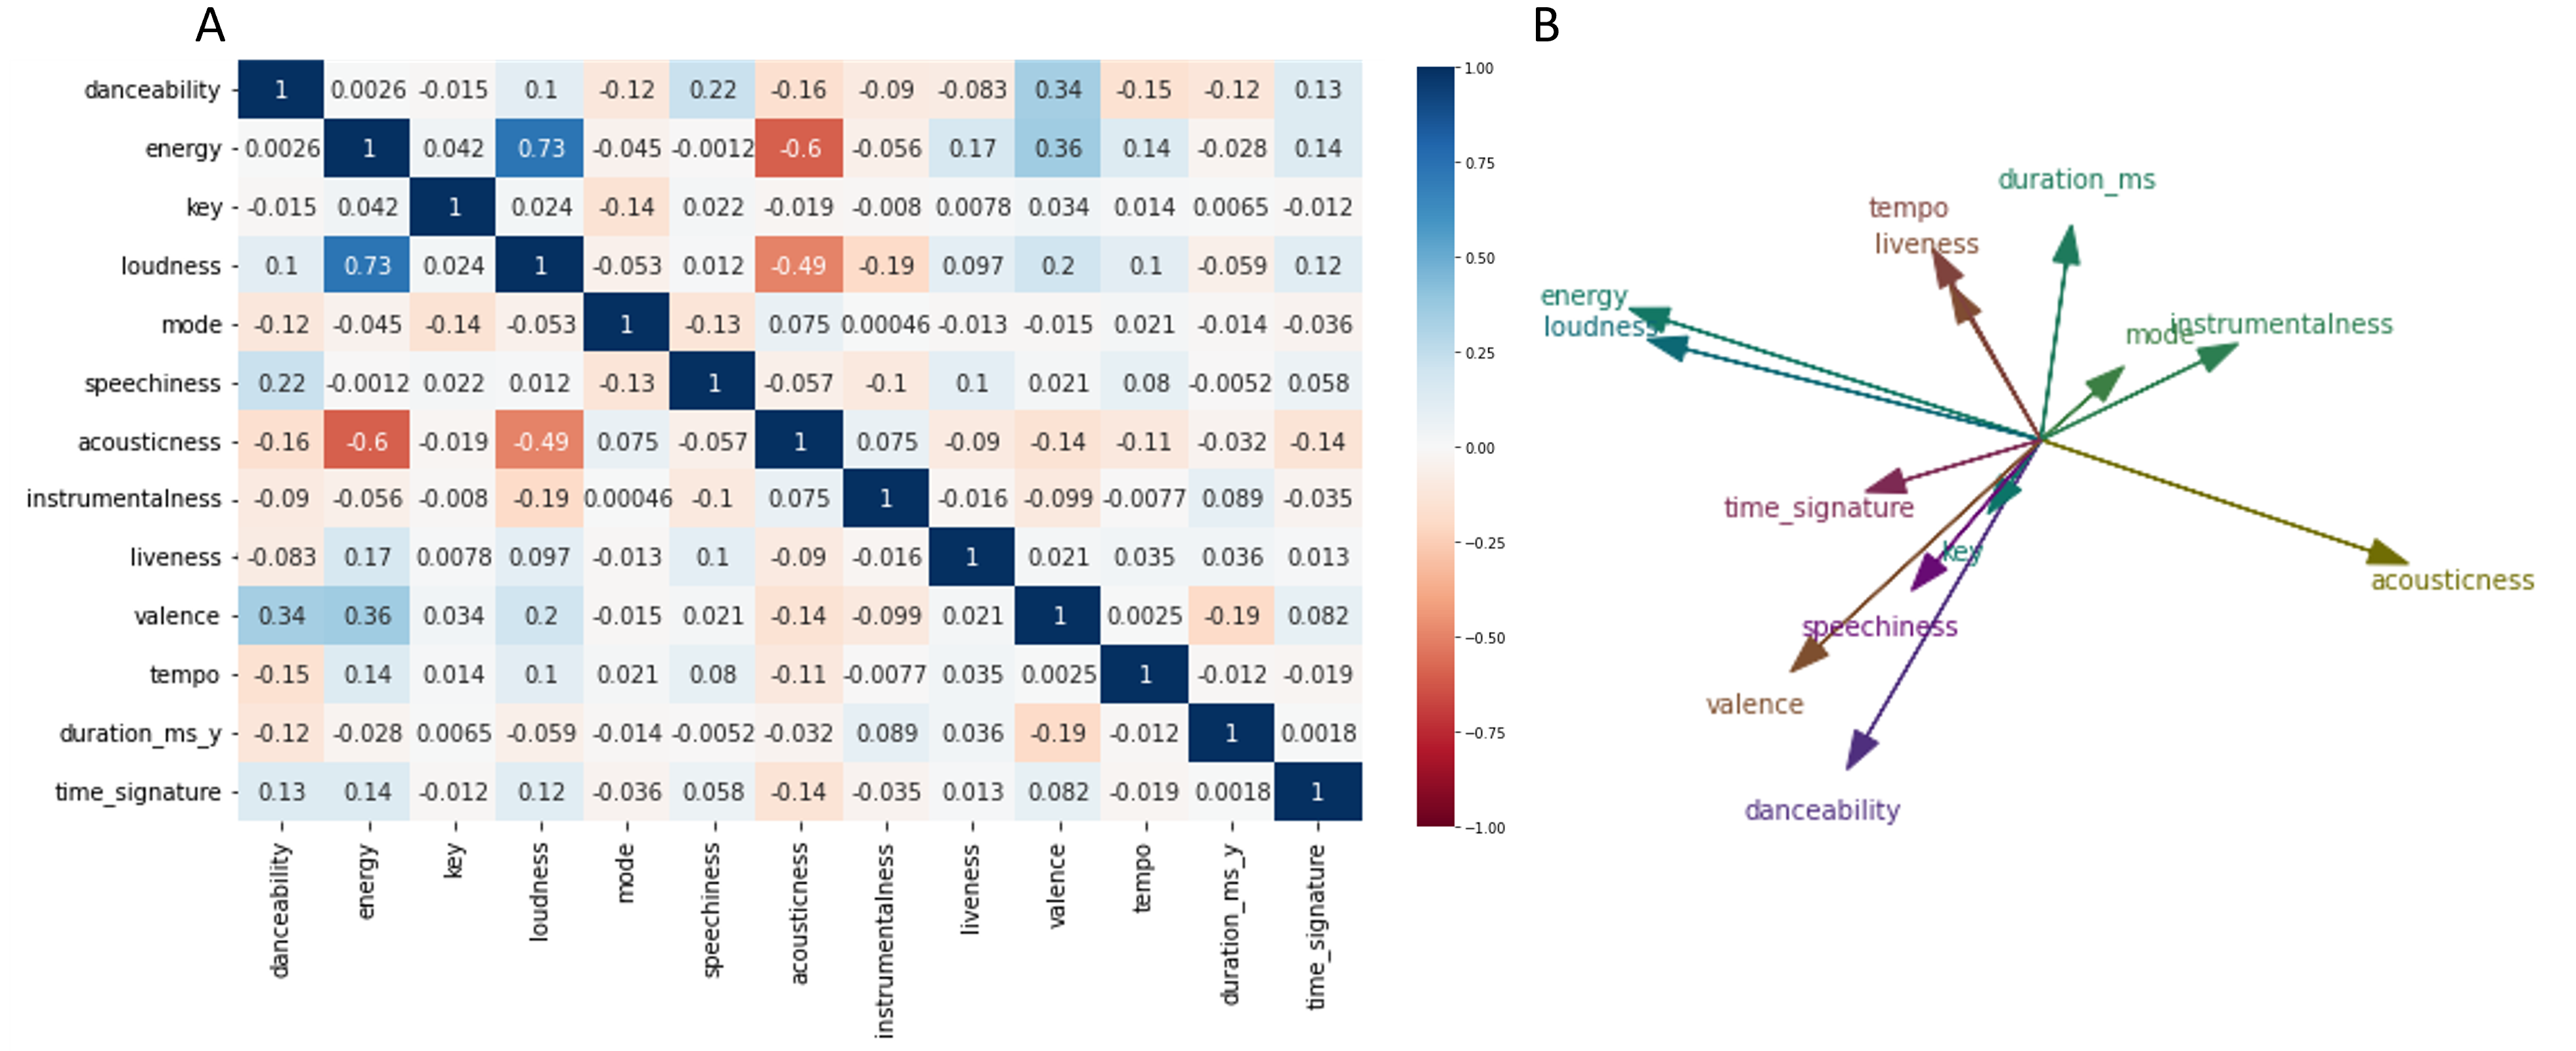 A
B
danceability 1 0.0026 -0.015 0.1 -0.12 0.22 -0.16 -0.09 -0.083 0.34 -0.15 -0.12 0.13
energy 0.0026 1 0.042 0.73 -0.045 -0.0012 -0.6 -0.056 0.17 0.36 0.14 -0.028 0.14
key -0.015 0.042 1 0.024 -0.14 0.022 -0.019 -0.008 0.0078 0.034 0.014 0.0065 -0.012
loudness 0.1 0.73 0.024 1 -0.053 0.012 -0.49 -0.19 0.097 0.2 0.1 -0.059 0.12
mode -0.12 -0.045 -0.14 -0.053 1 -0.13 0.075 0.00046 -0.013 -0.015 0.021 -0.014 -0.036
speechiness 0.22 -0.0012 0.022 0.012 -0.13 1 -0.057 -0.1 0.1 0.021 0.08 -0.0052 0.058
acousticness -0.16 -0.6 -0.019 -0.49 0.075 -0.057 1 0.075 -0.09 -0.14 -0.11 -0.032 -0.14
instrumentalness -0.09 -0.056 -0.008 -0.19 0.00046 -0.1 0.075 1 -0.016 -0.099 -0.0077 0.089 -0.035
liveness -0.083 0.17 0.0078 0.097 -0.013 0.1 -0.09 -0.016 1 0.021 0.035 0.036 0.013
valence 0.34 0.36 0.034 0.2 -0.015 0.021 -0.14 -0.099 0.021 1 0.0025 -0.19 0.082
tempo -0.15 0.14 0.014 0.1 0.021 0.08 -0.11 -0.0077 0.035 0.0025 1 -0.012 -0.019
duration_ms_y -0.12 -0.028 0.0065 -0.059 -0.014 -0.0052 -0.032 0.089 0.036 -0.19 -0.012 1 0.0018
time_signature 0.13 0.14 -0.012 0.12 -0.036 0.058 -0.14 -0.035 0.013 0.082 -0.019 0.0018 1
danceability
energy
key
loudness
mode
speechiness
acousticness
instrumentalness
liveness
valence
tempo
duration_ms_y
time_signature
1.00
0.75
0.50
0.25
0.00
−0.25
−0.50
−0.75
−1.00
duration_ms
tempo
liveness
energy
loudness
mode
instrumentalness
time_signature
key
acousticness
speechiness
valence
danceability